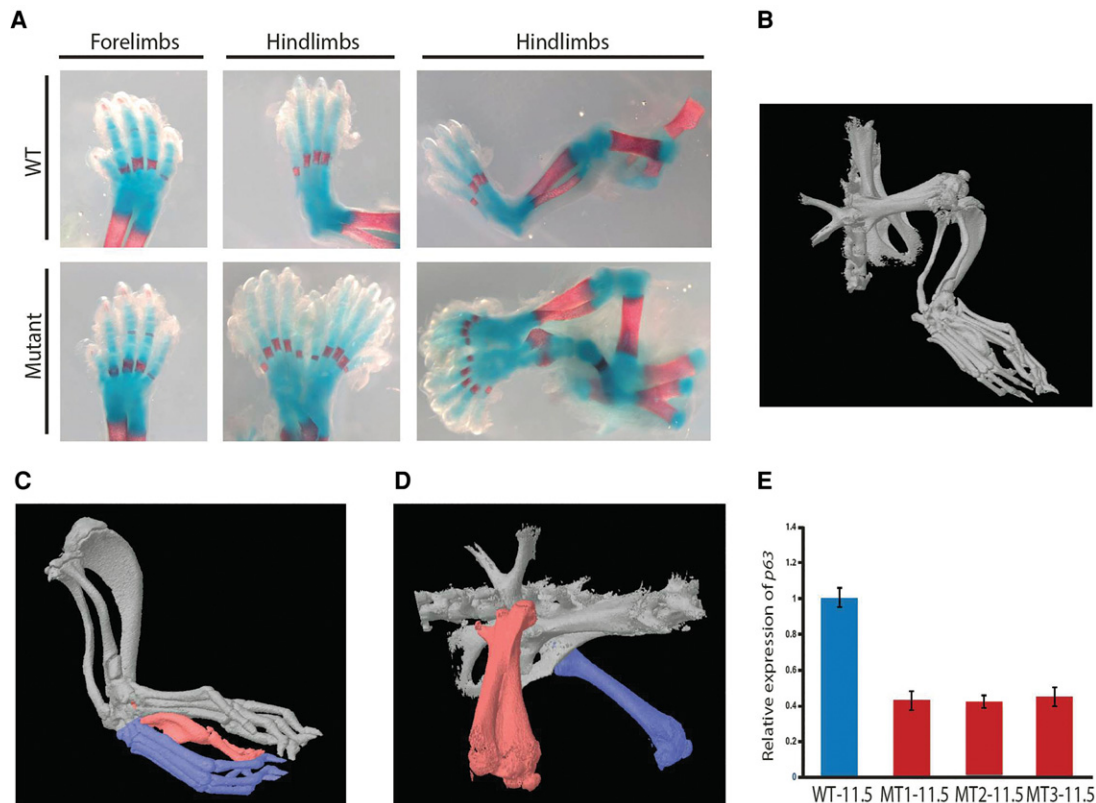 A
Forelimbs
Hindlimbs
Hindlimbs
WT
Mutant
B
C
D
E
Relative expression of p63
1.4
1.2
1
0.8
0.6
0.4
0.2
0
WT-11.5
MT1-11.5
MT2-11.5
MT3-11.5